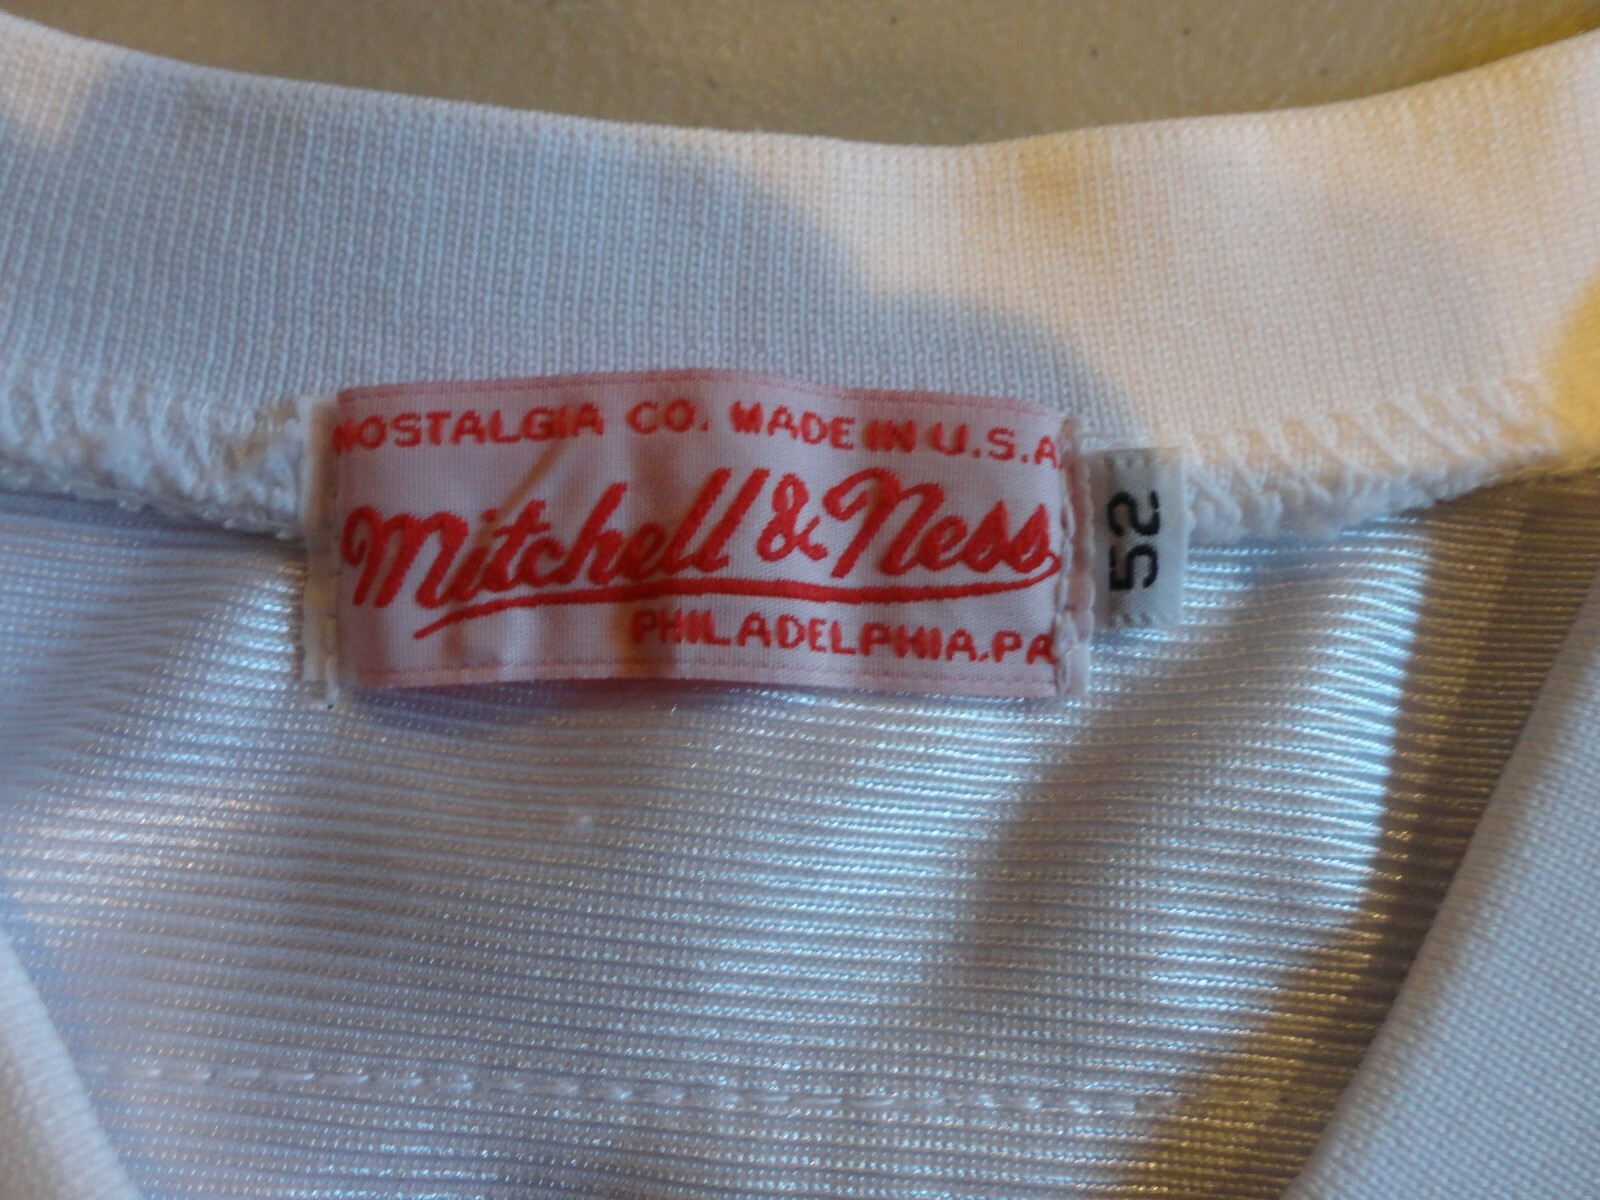 NOSTALGIA CO. MADE IN U.S.A.
Mitchell & Ness
PHILADELPHIA.PA
52